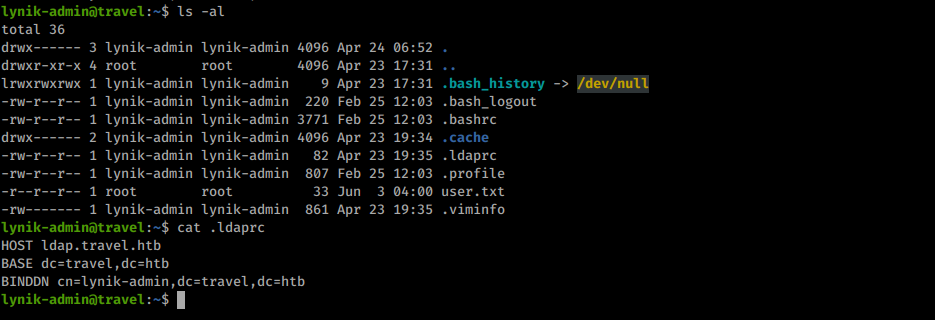 lynik-admin@travel:~$ ls -al
total 36
drwx------ 3 lynik-admin lynik-admin 4096 Apr 24 06:52 .
drwxr-xr-x 4 root        root        4096 Apr 23 17:31 ..
lrwxrwxrwx 1 lynik-admin lynik-admin    9 Apr 23 17:31 .bash_history -> /dev/null
-rw-r--r-- 1 lynik-admin lynik-admin  220 Feb 25 12:03 .bash_logout
-rw-r--r-- 1 lynik-admin lynik-admin 3771 Feb 25 12:03 .bashrc
drwx------ 2 lynik-admin lynik-admin 4096 Apr 23 19:34 .cache
-rw-r--r-- 1 lynik-admin lynik-admin   82 Apr 23 19:35 .ldaprc
-rw-r--r-- 1 lynik-admin lynik-admin  807 Feb 25 12:03 .profile
-r--r--r-- 1 root        root          33 Jun  3 04:00 user.txt
-rw------- 1 lynik-admin lynik-admin  861 Apr 23 19:35 .viminfo
lynik-admin@travel:~$ cat .ldaprc
HOST ldap.travel.htb
BASE dc=travel,dc=htb
BINDDN cn=lynik-admin,dc=travel,dc=htb
lynik-admin@travel:~$